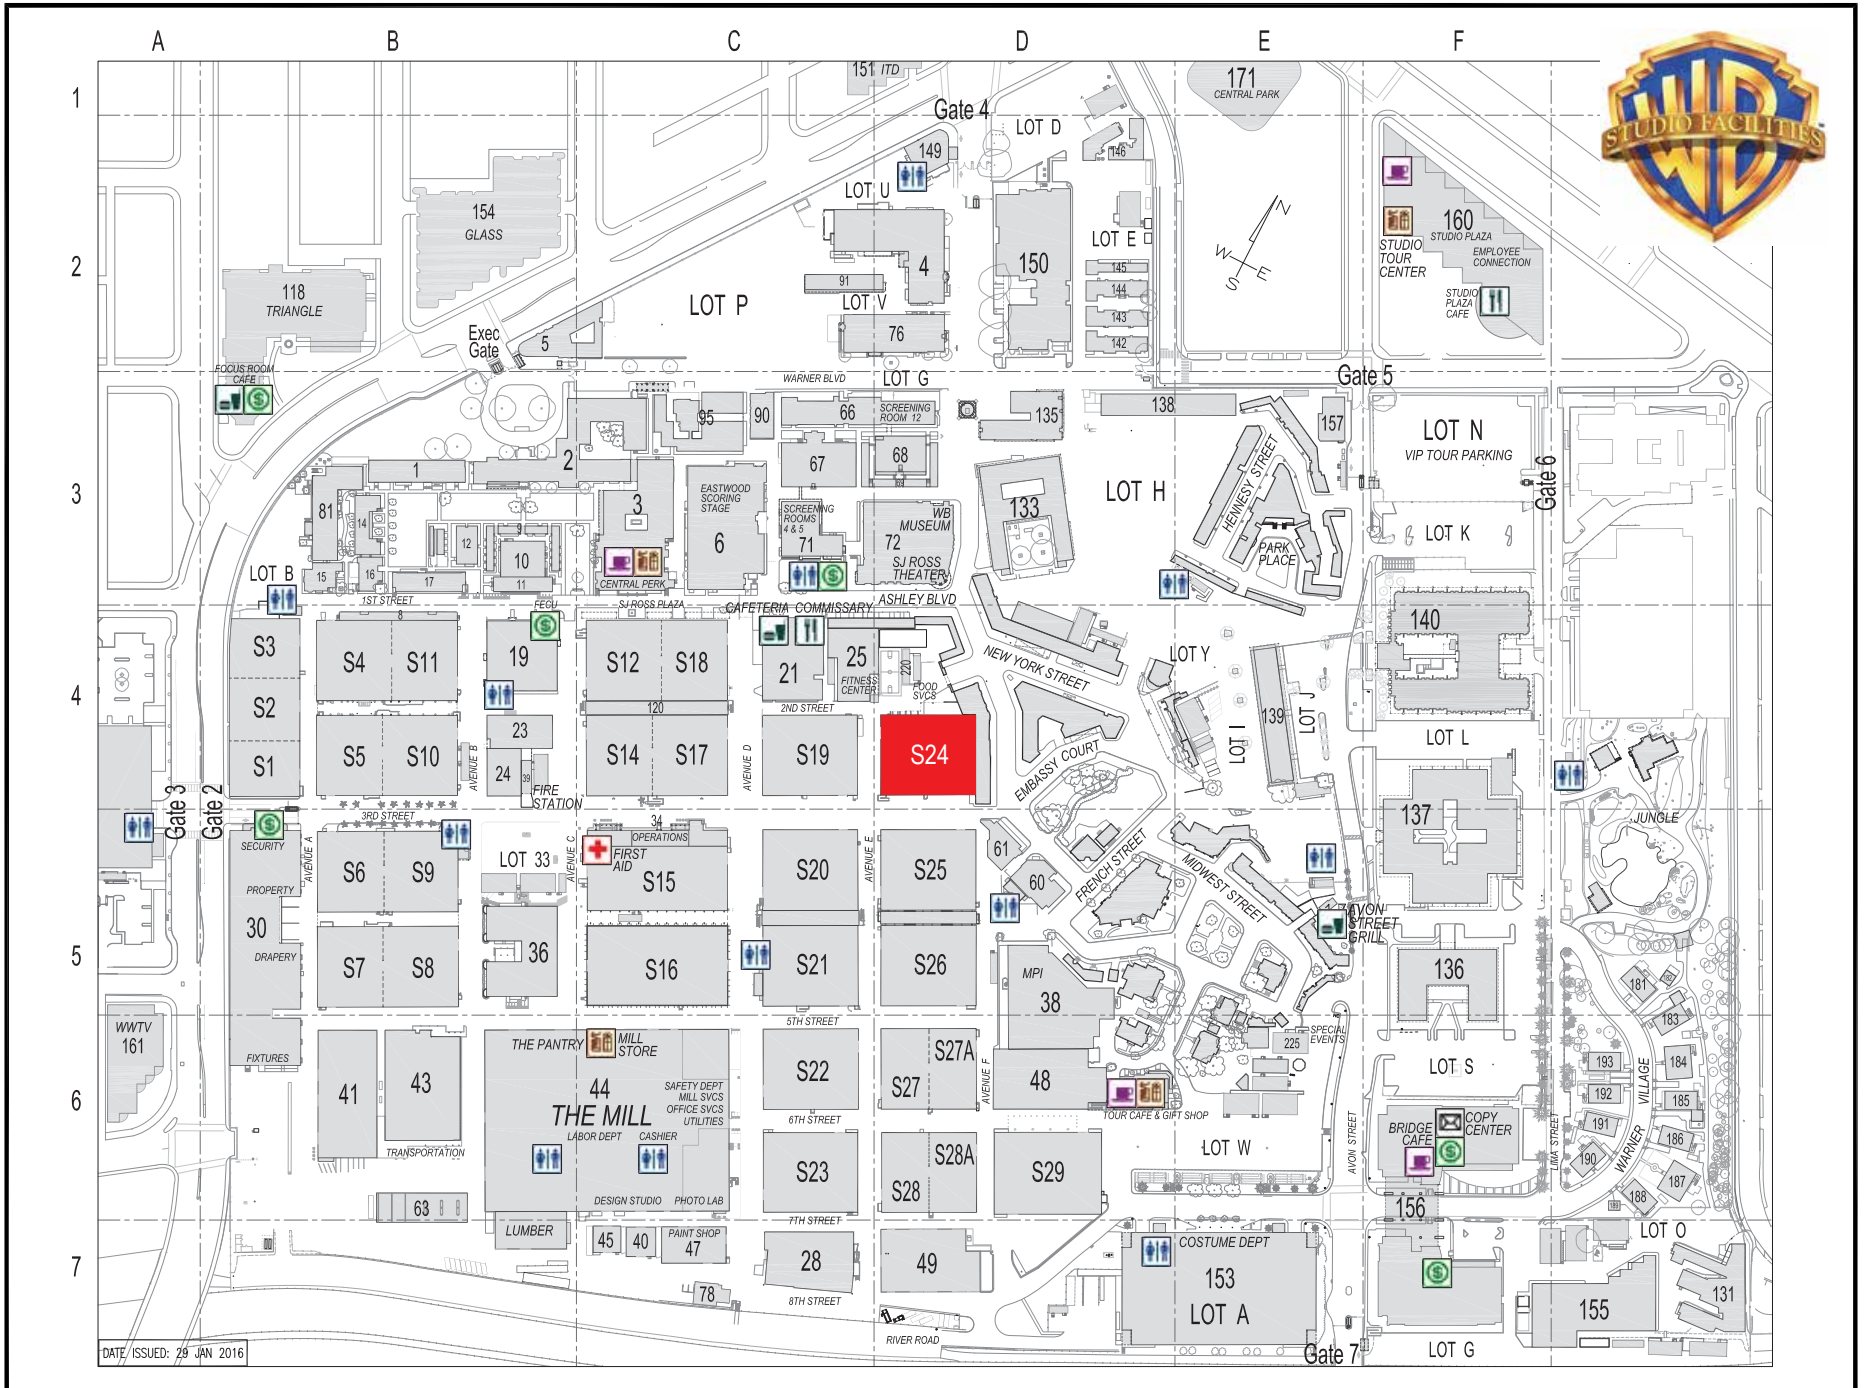 A B C D E F
1
2
3
4
5
6
7
WB
STUDIO FACILITIES
TM
151 ITD
Gate 4
LOT D
171
CENTRAL PARK
149
146
LOT U
154
GLASS
4
150
LOT E
145
144
143
142
91
LOT V
LOT P
76
118
TRIANGLE
Exec
Gate
5
N
W
E
S
160
STUDIO PLAZA
STUDIO
TOUR
CENTER
EMPLOYEE
CONNECTION
STUDIO
PLAZA
CAFE
FOCUS ROOM
CAFE
WARNER BLVD
LOT G
Gate 5
95
90
66
SCREENING
ROOM 12
135
138
157
LOT N
VIP TOUR PARKING
Gate 6
1
2
67
68
69
LOT H
HENNESY STREET
81
14
12
9
10
11
15
16
17
3
EASTWOOD
SCORING
STAGE
6
SCREENING
ROOMS
4 & 5
71
WB
MUSEUM
72
SJ ROSS
THEATER
133
PARK
PLACE
LOT K
CENTRAL PERK
LOT B
1ST STREET
FECU
SJ ROSS PLAZA
CAFETERIA COMMISSARY
ASHLEY BLVD
8
S3
S4
S11
19
S12
S18
21
25
FITNESS
CENTER
220
FOOD
SVCS
NEW YORK STREET
LOT Y
140
S2
120
2ND STREET
S1
S5
S10
AVENUE B
23
24
39
FIRE
STATION
S14
S17
AVENUE D
S19
S24
EMBASSY COURT
LOT I
139
LOT J
LOT L
Gate 3
Gate 2
3RD STREET
137
JUNGLE
SECURITY
AVENUE A
S6
S9
LOT 33
AVENUE C
34
OPERATIONS
FIRST
AID
S15
S20
AVENUE E
S25
61
60
FRENCH STREET
MIDWEST STREET
AVON
STREET
GRILL
PROPERTY
30
DRAPERY
S7
S8
36
S16
S21
S26
MPI
38
136
181
182
183
WWTV
161
FIXTURES
5TH STREET
THE PANTRY
MILL
STORE
SPECIAL
EVENTS
225
41
43
44
THE MILL
SAFETY DEPT
MILL SVCS
OFFICE SVCS
UTILITIES
LABOR DEPT
CASHIER
S22
S27A
S27
AVENUE F
48
LOT S
193
184
192
185
191
186
190
187
188
189
VILLAGE
WARNER
6TH STREET
TOUR CAFE & GIFT SHOP
COPY
CENTER
BRIDGE
CAFE
AVON STREET
LIMA STREET
TRANSPORTATION
S23
S28A
S28
S29
LOT W
63
DESIGN STUDIO
PHOTO LAB
156
7TH STREET
LUMBER
45
40
PAINT SHOP
47
28
49
COSTUME DEPT
153
LOT A
LOT O
131
155
78
8TH STREET
RIVER ROAD
Gate 7
LOT G
DATE ISSUED: 29 JAN 2016